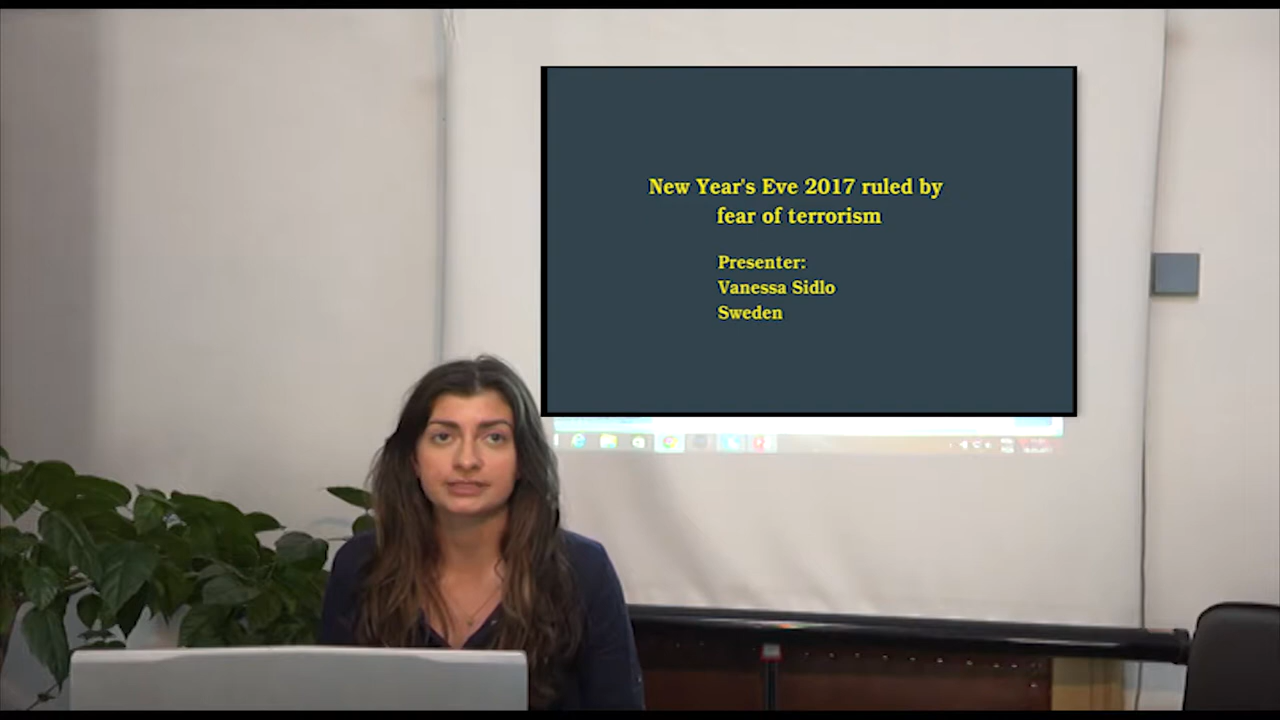 New Year's Eve 2017 ruled by
fear of terrorism
Presenter:
Vanessa Sidlo
Sweden